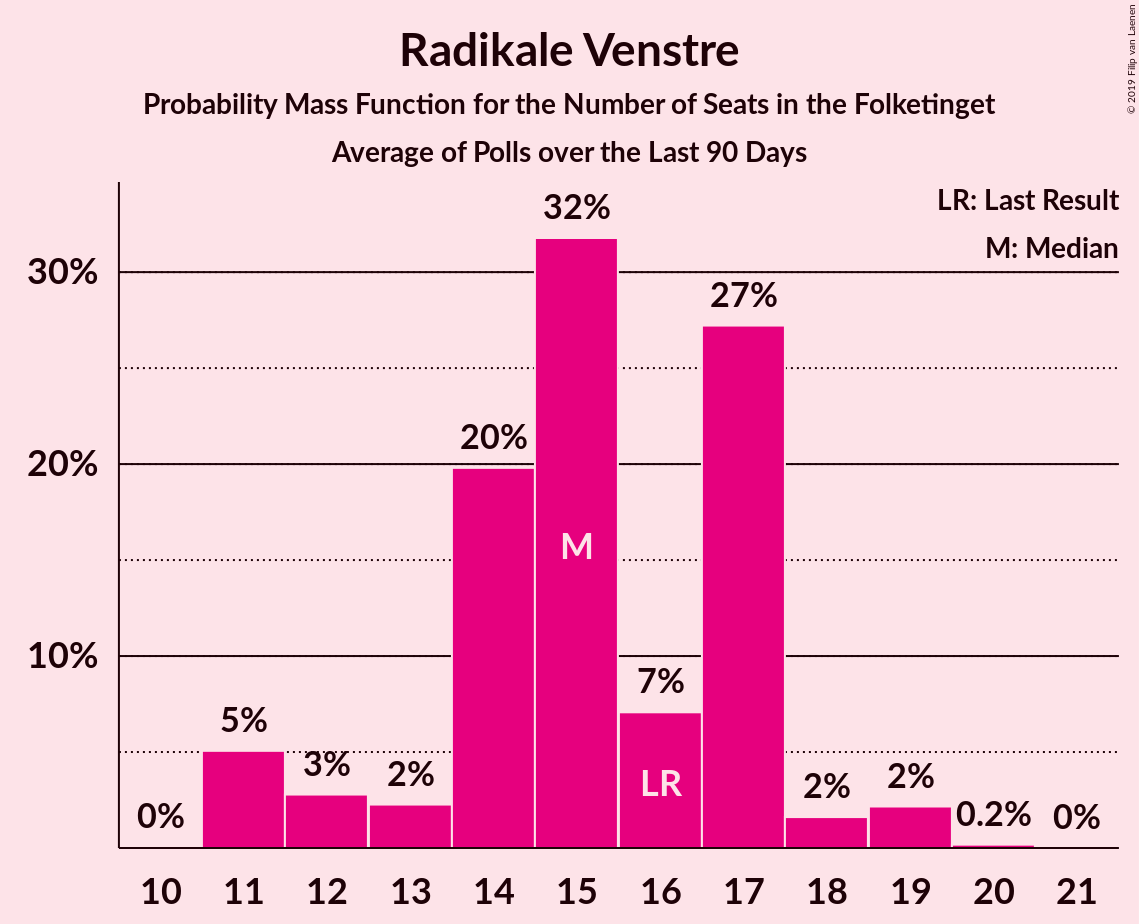 Radikale Venstre
Probability Mass Function for the Number of Seats in the Folketinget
Average of Polls over the Last 90 Days
© 2019 Filip van Laenen
LR: Last Result
M: Median
30%
20%
10%
0%
5%
3%
2%
20%
32%
7%
27%
2%
2%
0.2%
0%
M
LR
10 11 12 13 14 15 16 17 18 19 20 21